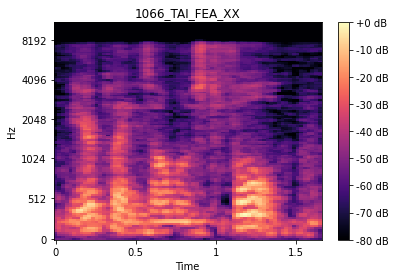 1066_TAI_FEA_XX
Hz
8192
4096
2048
1024
512
0
0
0.5
1
1.5
Time
+0 dB
-10 dB
-20 dB
-30 dB
-40 dB
-50 dB
-60 dB
-70 dB
-80 dB